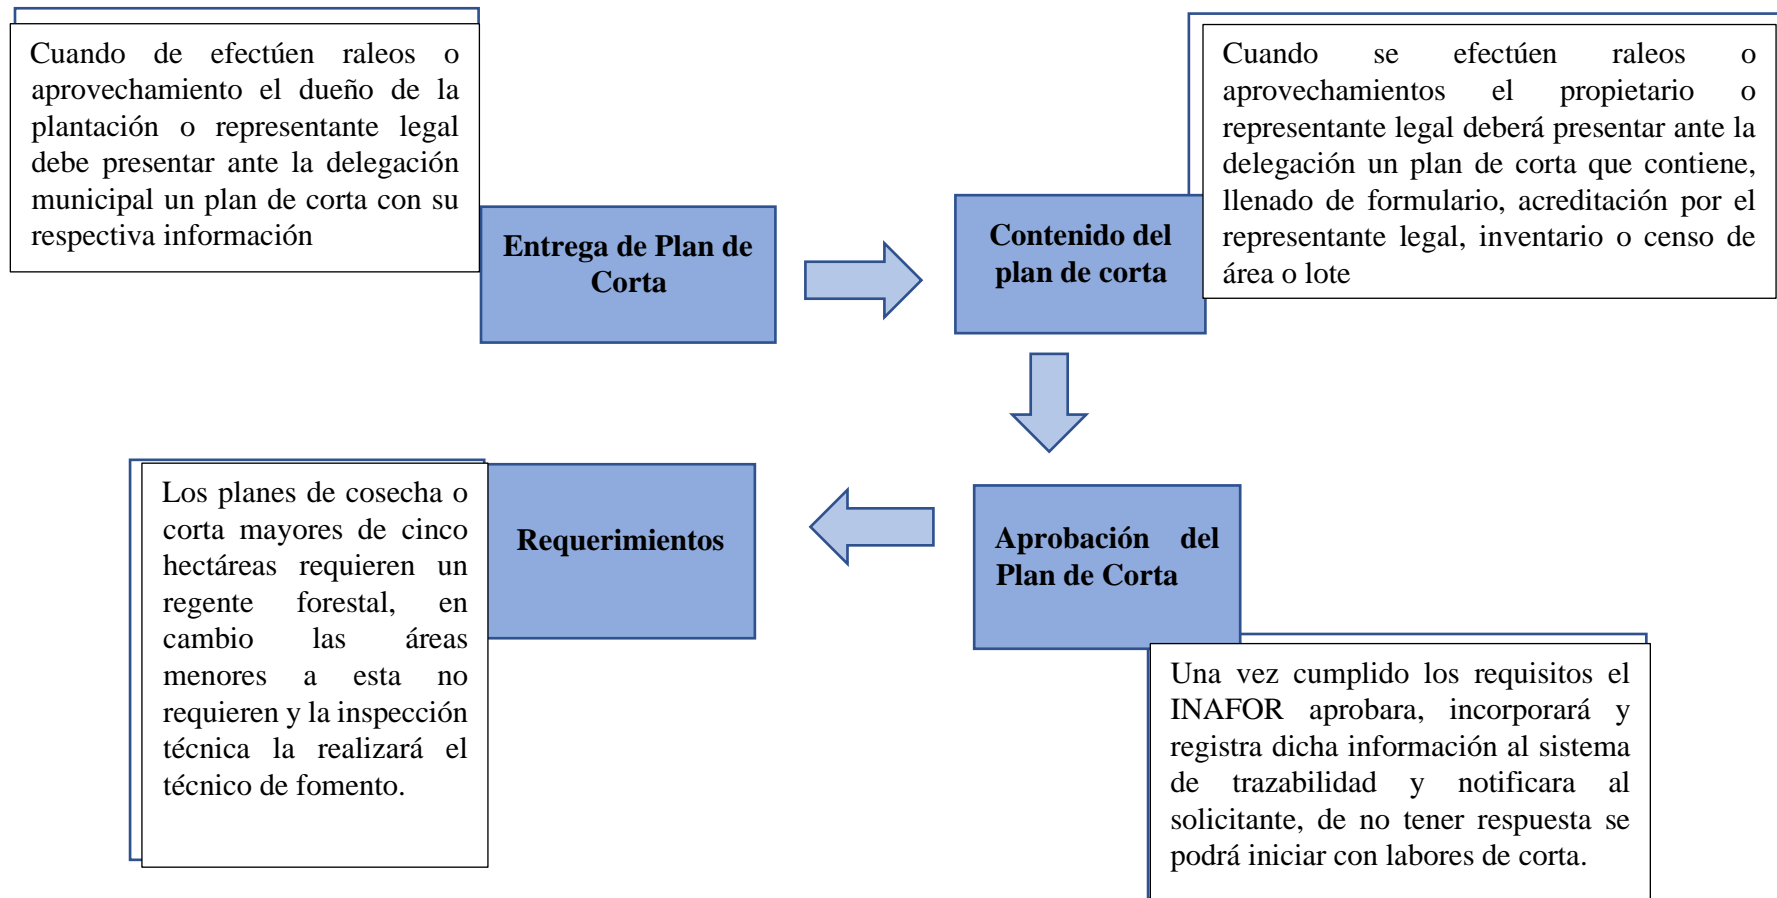 Cuando de efectúen raleos o
aprovechamiento el dueño de la
plantación o representante legal
debe presentar ante la delegación
municipal un plan de corta con su
respectiva información
Entrega de Plan de
Corta
Contenido del
plan de corta
Cuando se efectúen raleos o
aprovechamientos el propietario o
representante legal deberá presentar ante la
delegación un plan de corta que contiene,
llenado de formulario, acreditación por el
representante legal, inventario o censo de
área o lote
Aprobación del
Plan de Corta
Una vez cumplido los requisitos el
INAFOR aprobara, incorporará y
registra dicha información al sistema
de trazabilidad y notificara al
solicitante, de no tener respuesta se
podrá iniciar con labores de corta.
Requerimientos
Los planes de cosecha o
corta mayores de cinco
hectáreas requieren un
regente forestal, en
cambio las áreas
menores a esta no
requieren y la inspección
técnica la realizará el
técnico de fomento.